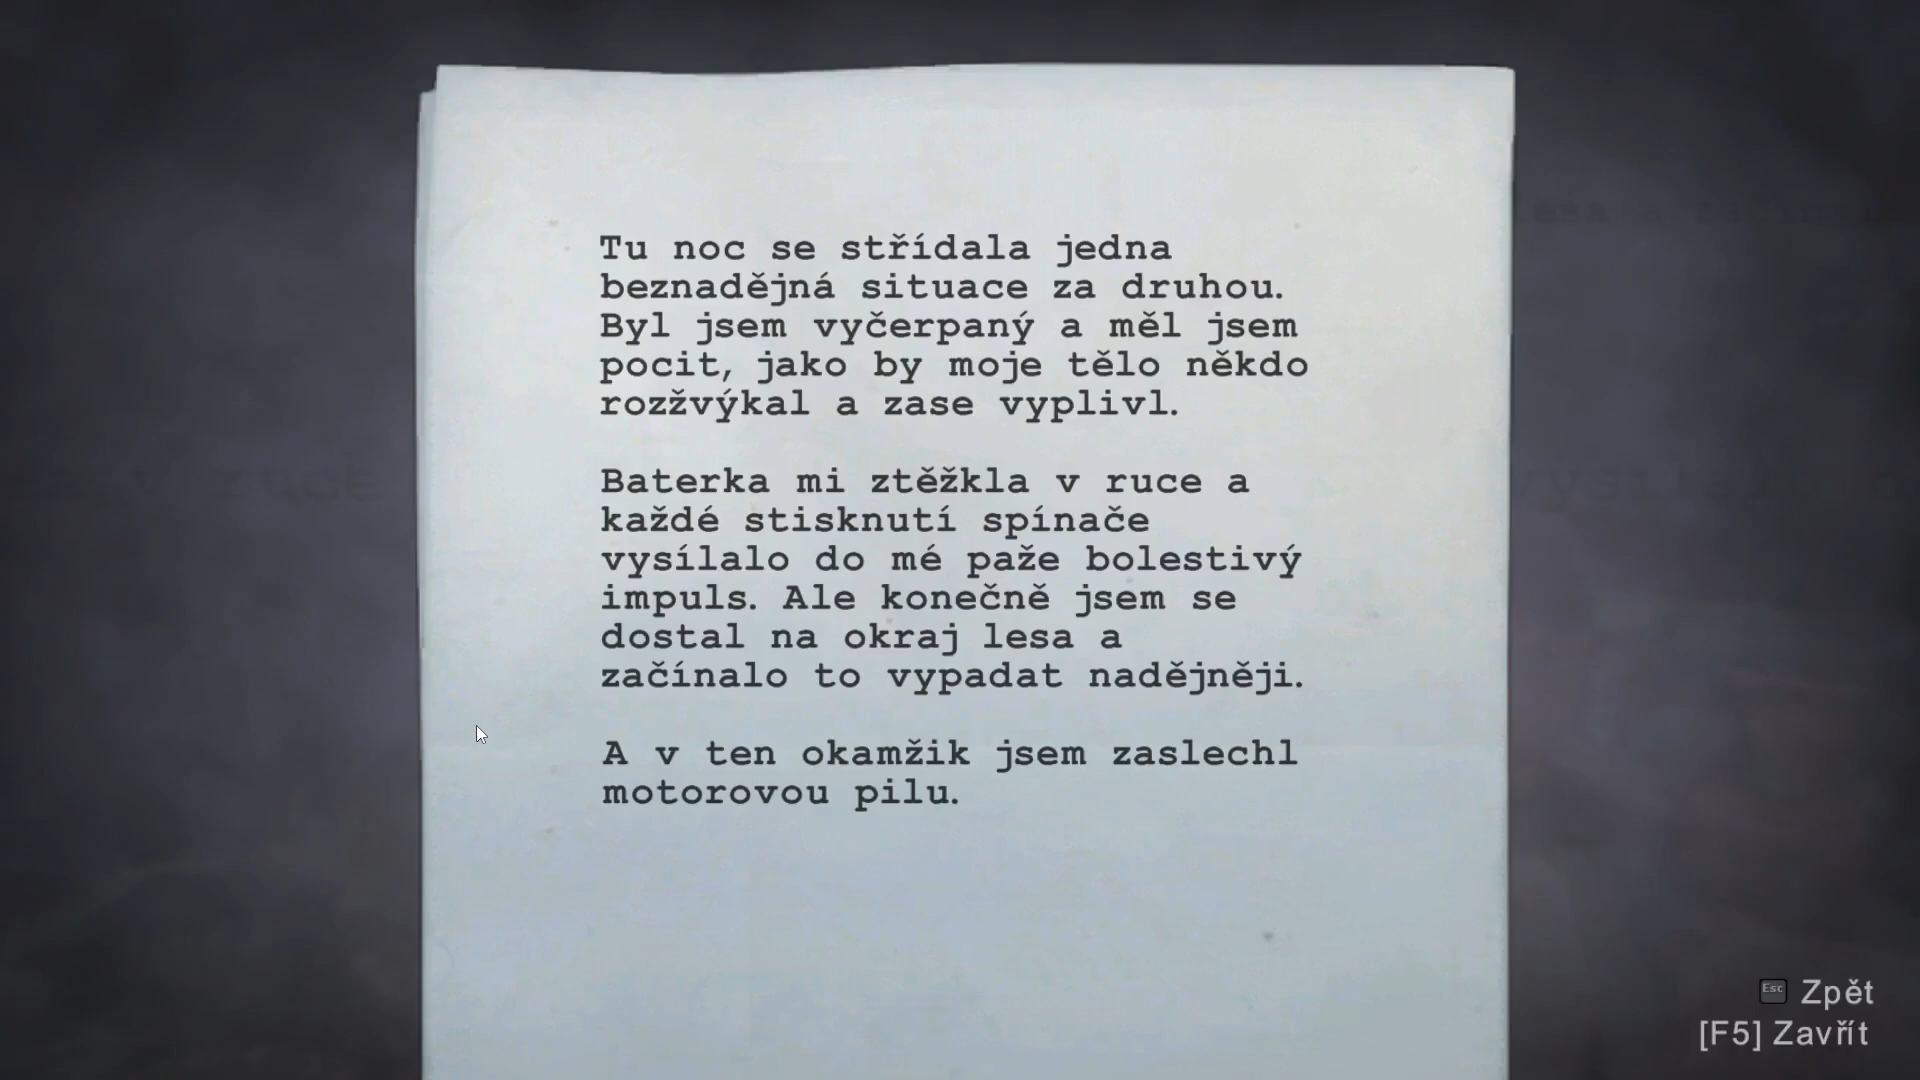 Tu noc se střídala jedna
beznadějná situace za druhou.
Byl jsem vyčerpaný a měl jsem
pocit, jako by moje tělo někdo
rozžvýkal a zase vyplivl.
Baterka mi ztěžkla v ruce a
každé stisknutí spínače
vysílalo do mé paže bolestivý
impuls. Ale konečně jsem se
dostal na okraj lesa a
začínalo to vypadat nadějněji.
A v ten okamžik jsem zaslechl
motorovou pilu.
Esc Zpět
[F5] Zavřít